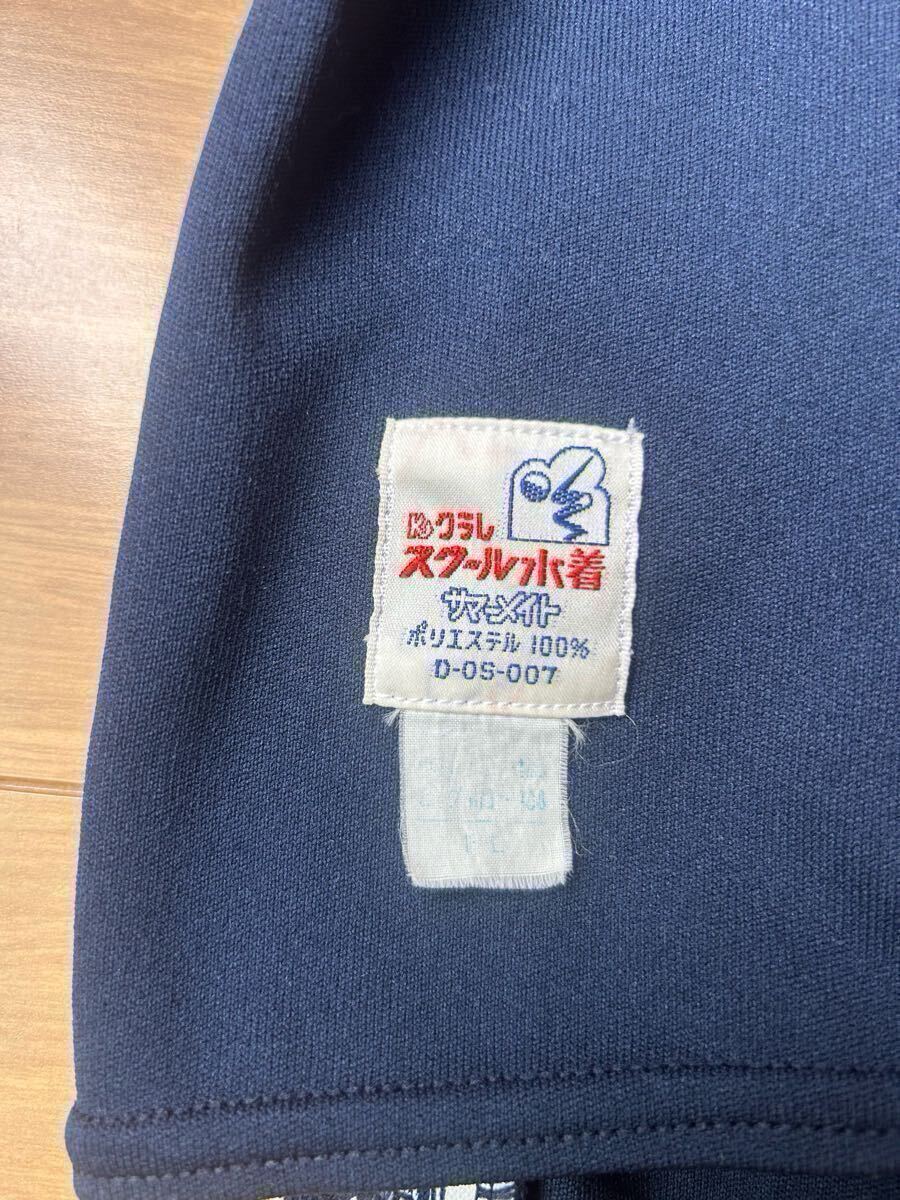 クラレ
スクール水着
サマーメイト
ポリエステル 100%
D-OS-007